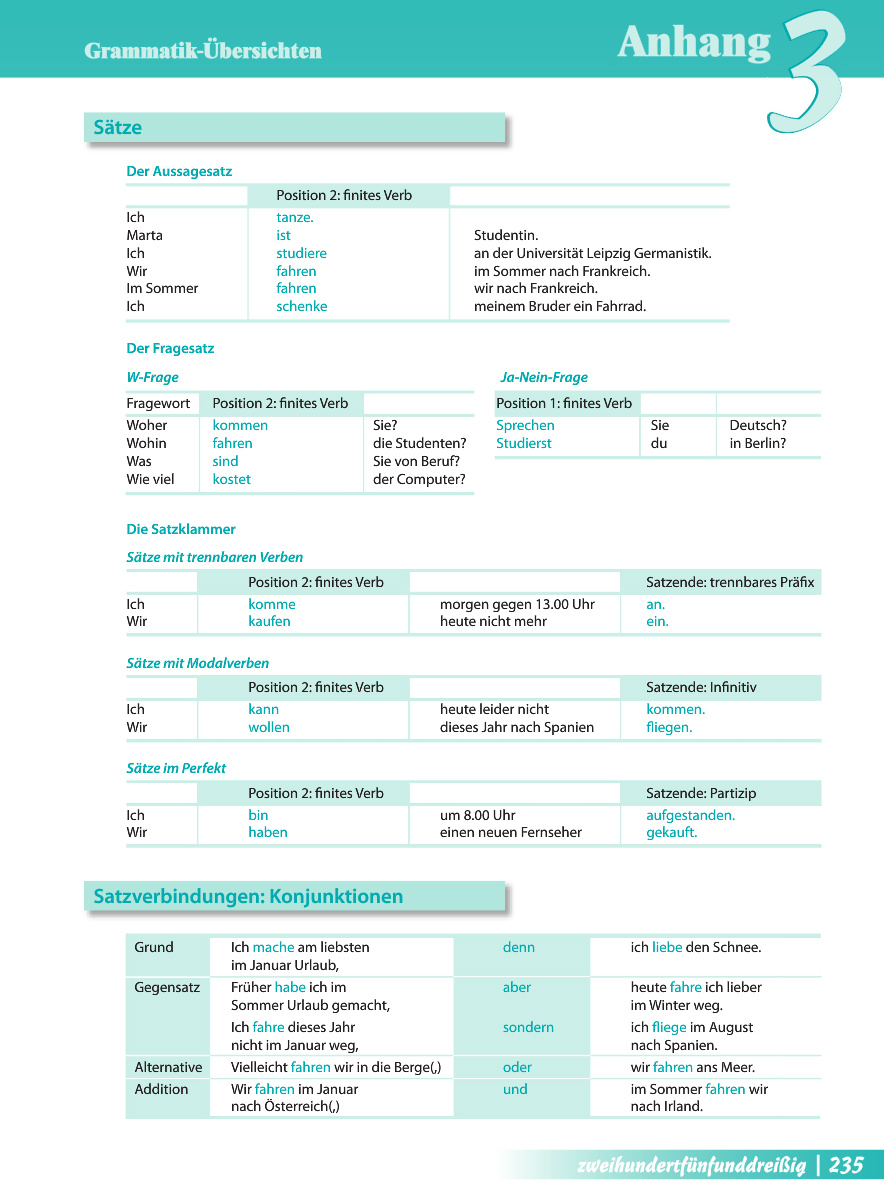 Grammatik-Übersichten
Anhang 3
Sätze
Der Aussagesatz
Position 2: finites Verb
Ich tanze.
Marta ist Studentin.
Ich studiere an der Universität Leipzig Germanistik.
Wir fahren im Sommer nach Frankreich.
Im Sommer fahren wir nach Frankreich.
Ich schenke meinem Bruder ein Fahrrad.
Der Fragesatz
W-Frage
Fragewort Position 2: finites Verb
Woher kommen Sie?
Wohin fahren die Studenten?
Was sind Sie von Beruf?
Wie viel kostet der Computer?
Ja-Nein-Frage
Position 1: finites Verb
Sprechen Sie Deutsch?
Studierst du in Berlin?
Die Satzklammer
Sätze mit trennbaren Verben
Position 2: finites Verb Satzende: trennbares Präfix
Ich komme morgen gegen 13.00 Uhr an.
Wir kaufen heute nicht mehr ein.
Sätze mit Modalverben
Position 2: finites Verb Satzende: Infinitiv
Ich kann heute leider nicht kommen.
Wir wollen dieses Jahr nach Spanien fliegen.
Sätze im Perfekt
Position 2: finites Verb Satzende: Partizip
Ich bin um 8.00 Uhr aufgestanden.
Wir haben einen neuen Fernseher gekauft.
Satzverbindungen: Konjunktionen
Grund Ich mache am liebsten denn ich liebe den Schnee.
im Januar Urlaub,
Gegensatz Früher habe ich im aber heute fahre ich lieber
Sommer Urlaub gemacht, im Winter weg.
Ich fahre dieses Jahr sondern ich fliege im August
nicht im Januar weg, nach Spanien.
Alternative Vielleicht fahren wir in die Berge(,) oder wir fahren ans Meer.
Addition Wir fahren im Januar und im Sommer fahren wir
nach Österreich(,) nach Irland.
zweihundertfünfunddreißig | 235